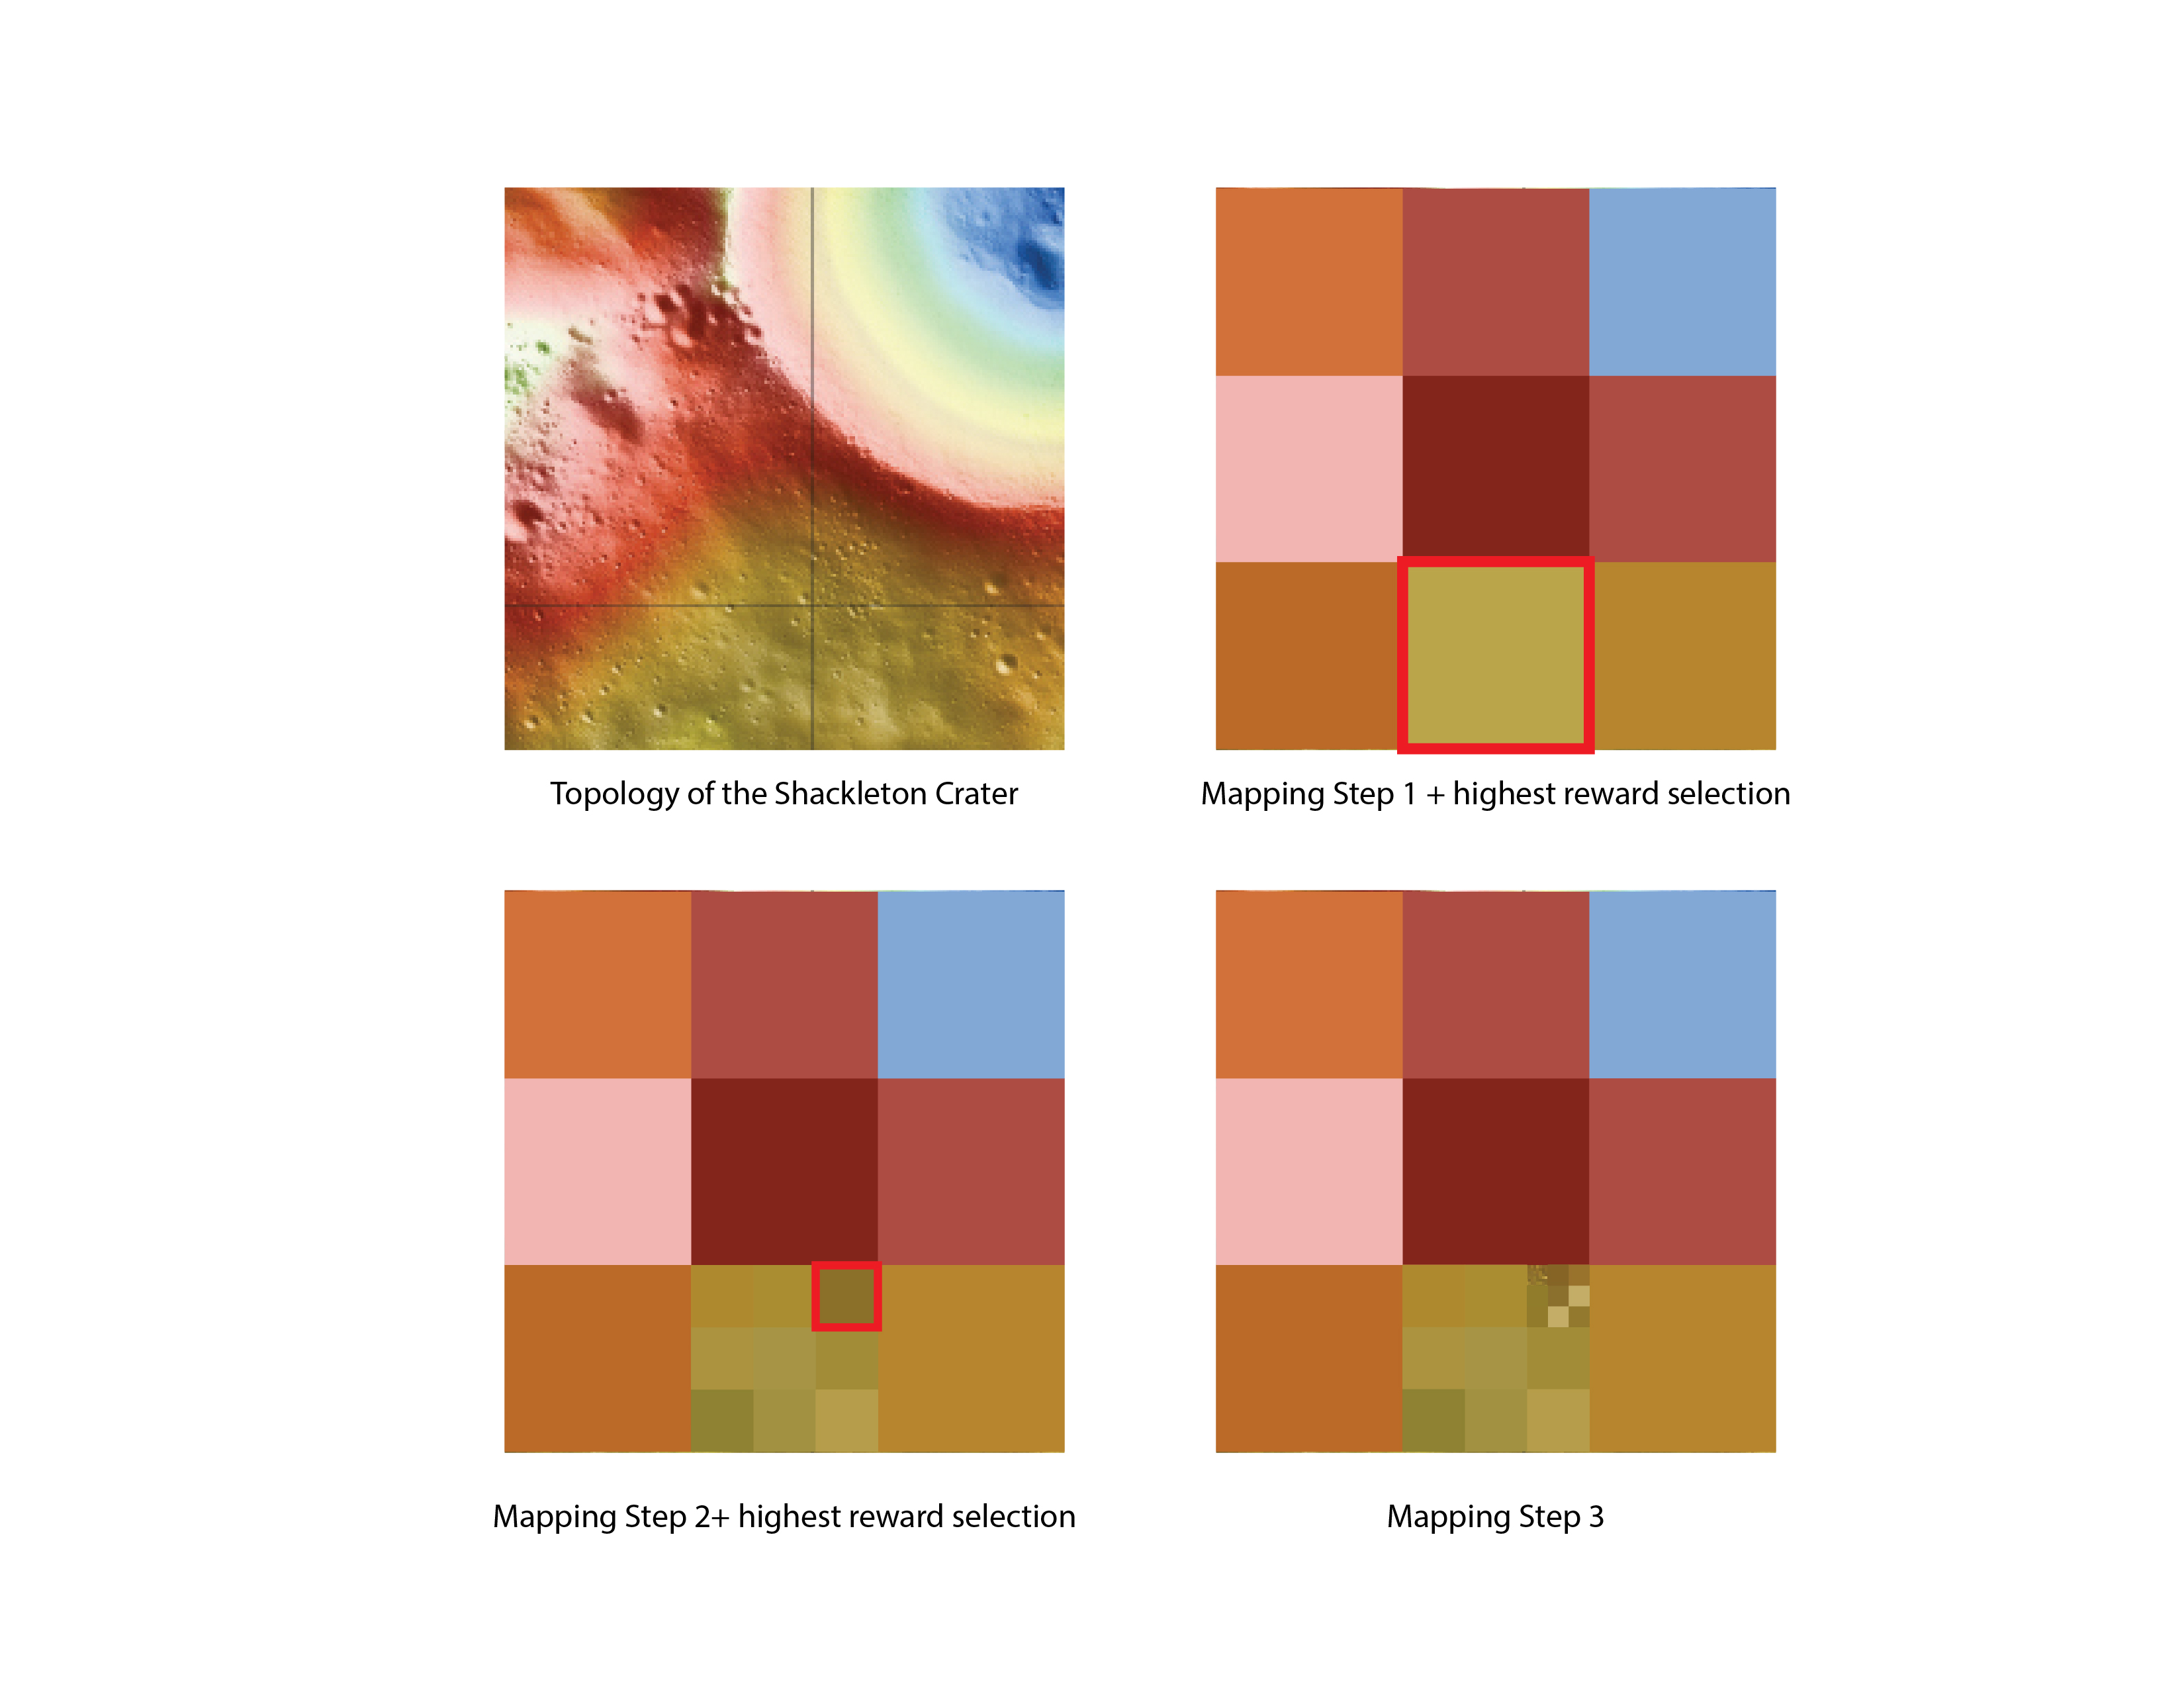 Topology of the Shackleton Crater
Mapping Step 1 + highest reward selection
Mapping Step 2+ highest reward selection
Mapping Step 3